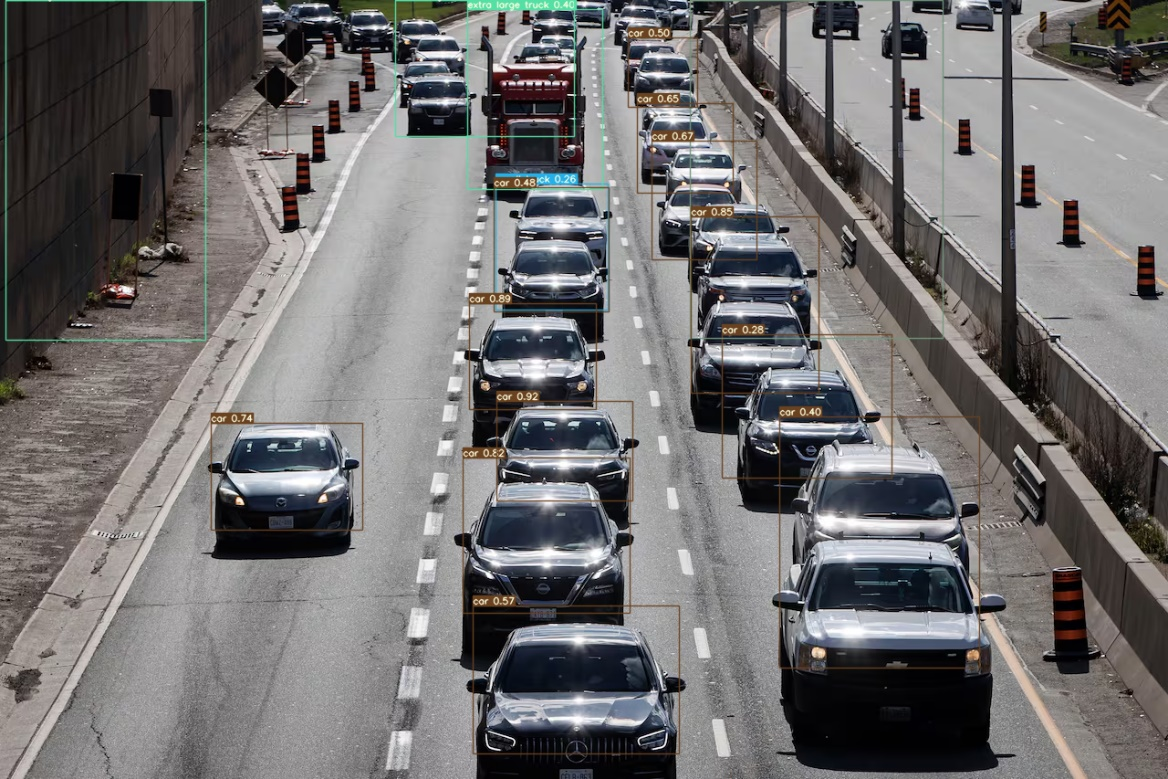 extra large truck 0.40
car 0.50
car 0.65
car 0.67
car 0.48
ck 0.26
car 0.85
car 0.89
car 0.28
car 0.92
car 0.40
car 0.74
car 0.82
car 0.57